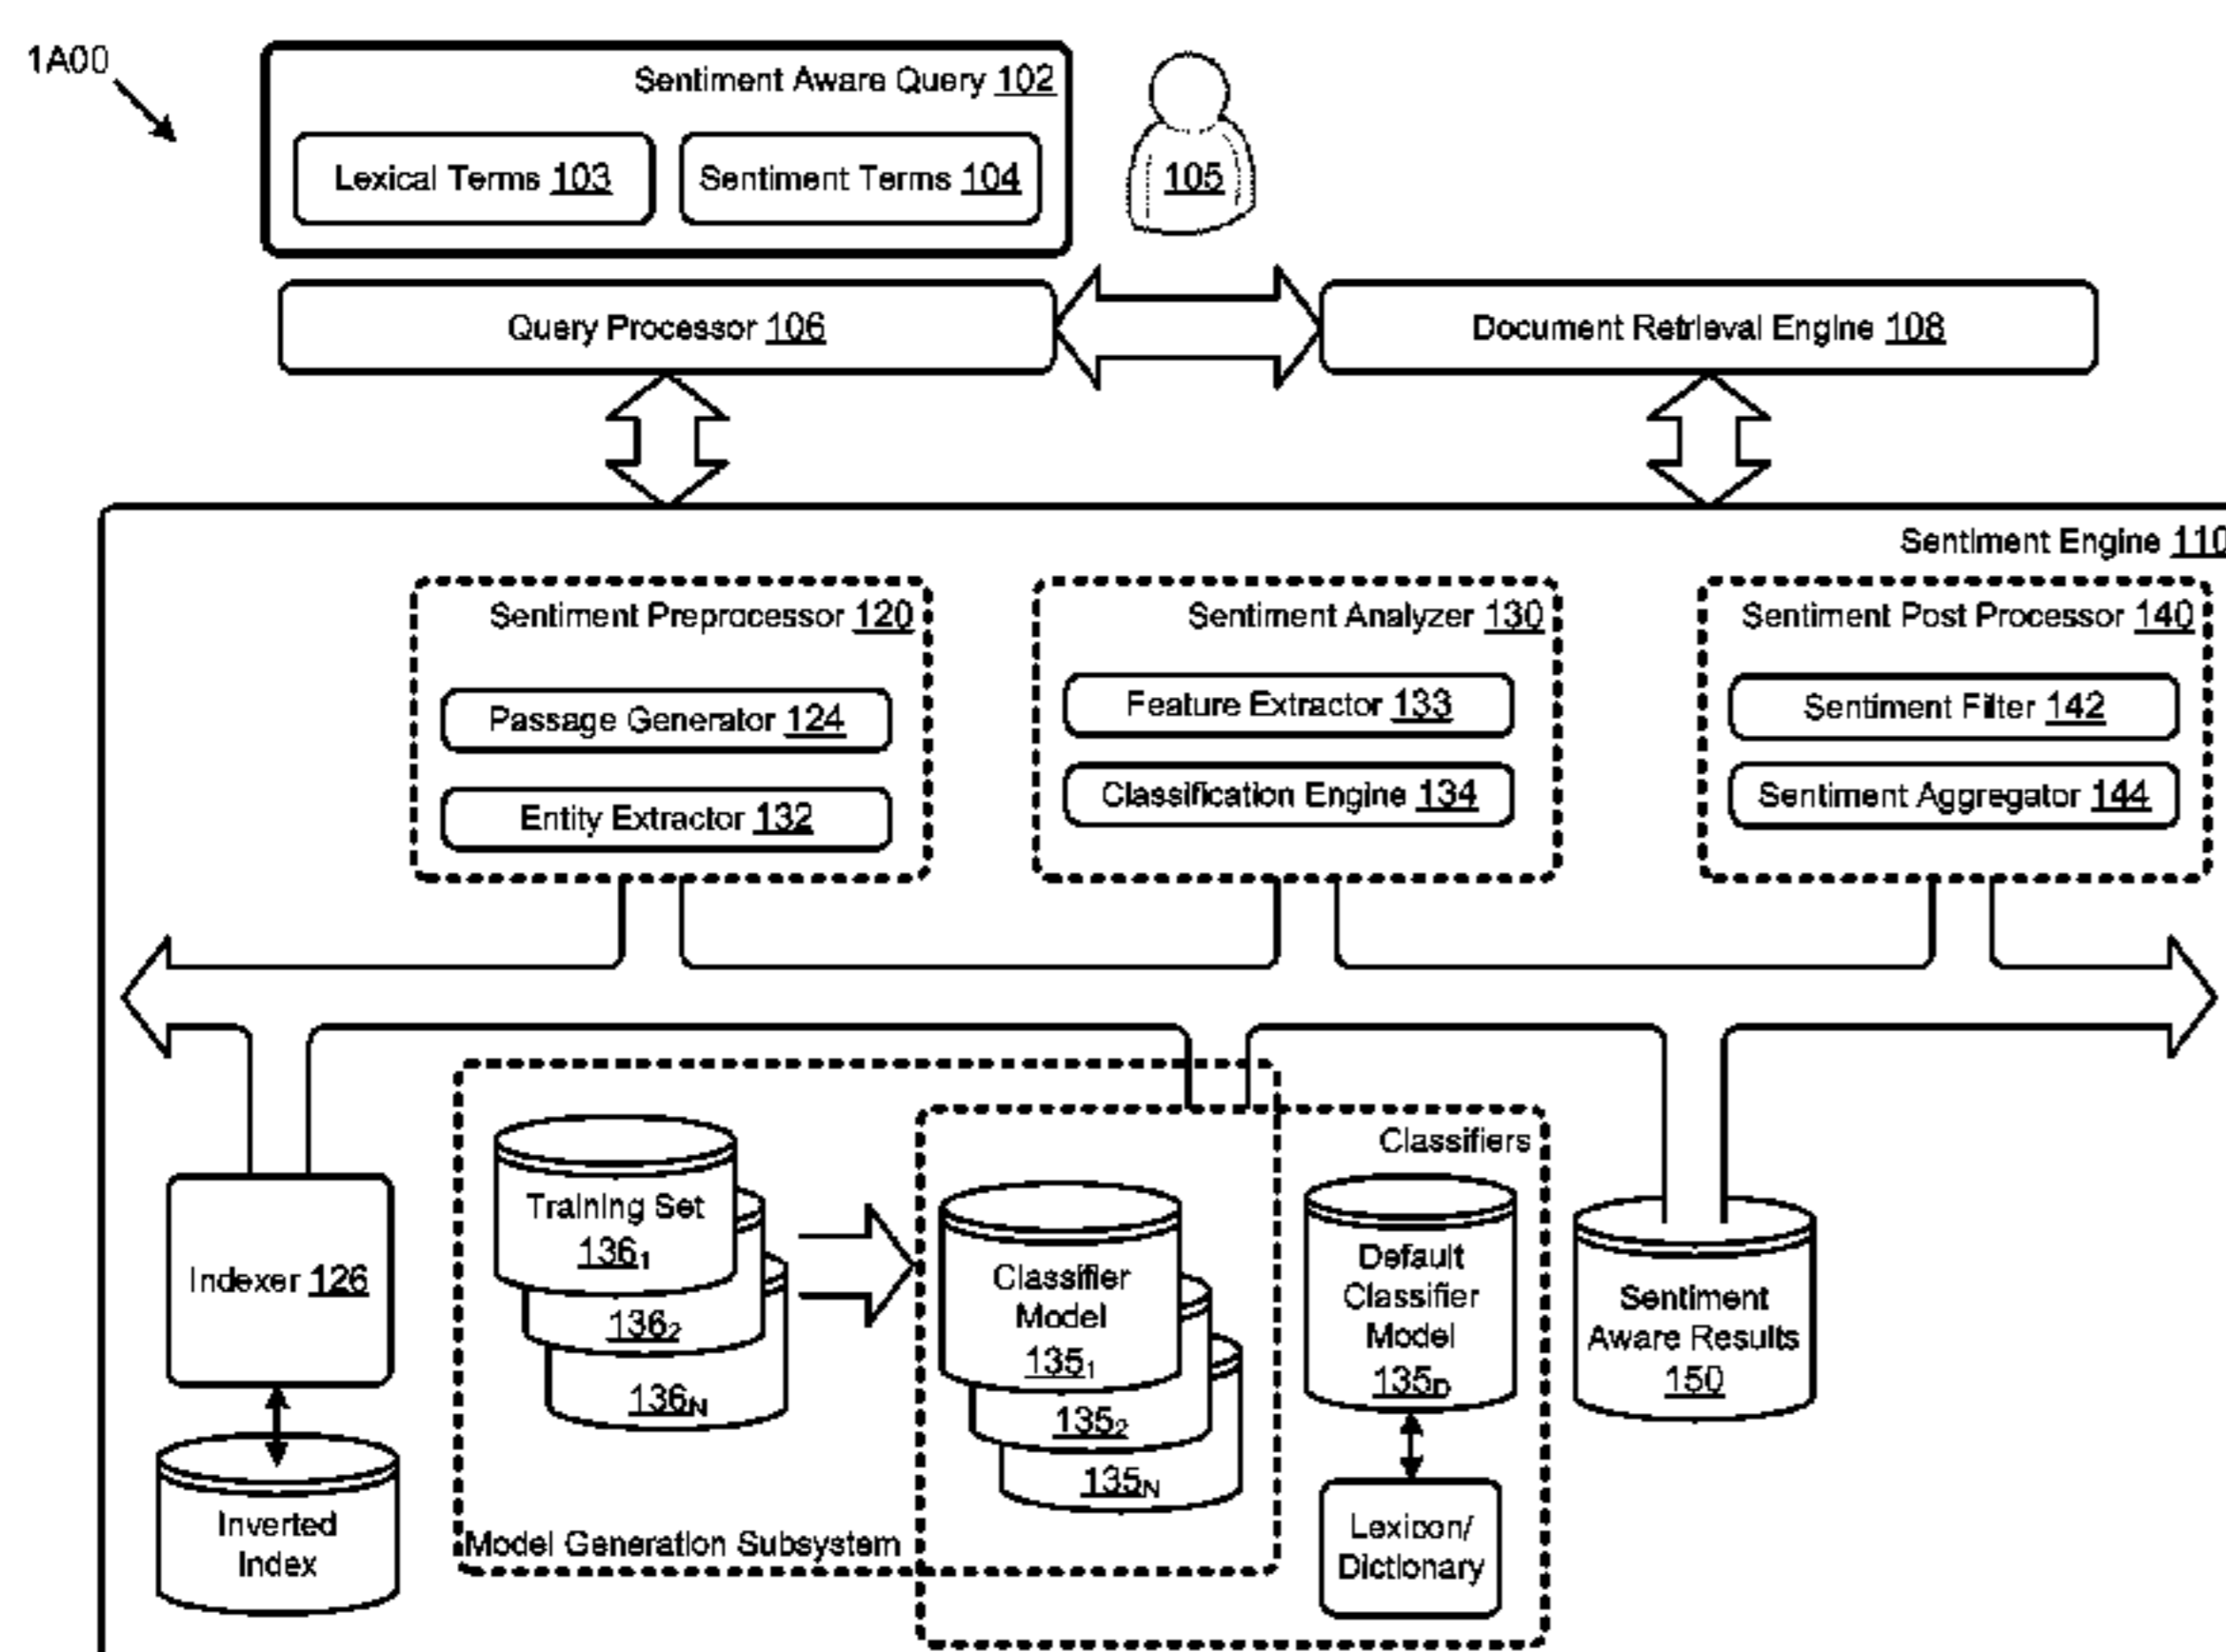 1A00
Sentiment Aware Query 102
Lexical Terms 103
Sentiment Terms 104
105
Query Processor 106
Document Retrieval Engine 108
Sentiment Engine 110
Sentiment Preprocessor 120
Passage Generator 124
Entity Extractor 132
Sentiment Analyzer 130
Feature Extractor 133
Classification Engine 134
Sentiment Post Processor 140
Sentiment Filter 142
Sentiment Aggregator 144
Indexer 126
Inverted
Index
Training Set
136₁
136₂
136N
Model Generation Subsystem
Classifiers
Classifier
Model
135₁
135₂
135N
Default
Classifier
Model
135D
Lexicon/
Dictionary
Sentiment
Aware Results
150